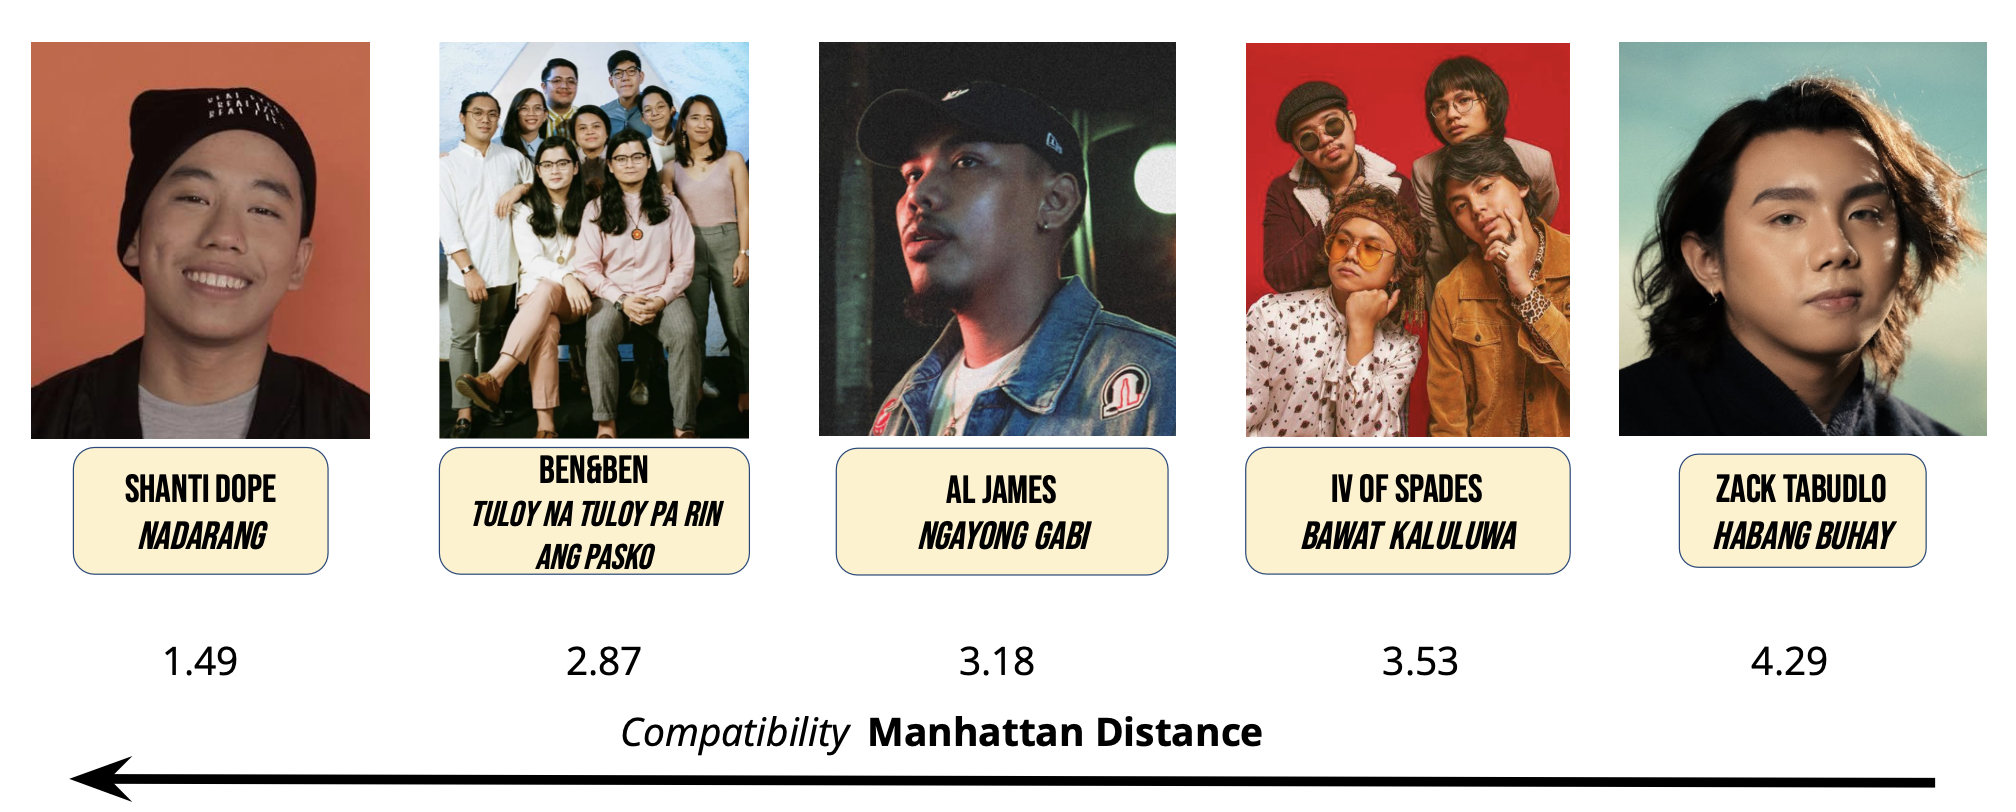 SHANTI DOPE
NADARANG
BEN&BEN
TULOY NA TULOY PA RIN
ANG PASKO
AL JAMES
NGAYONG GABI
IV OF SPADES
BAWAT KALULUWA
ZACK TABUDLO
HABANG BUHAY
1.49
2.87
3.18
3.53
4.29
Compatibility Manhattan Distance